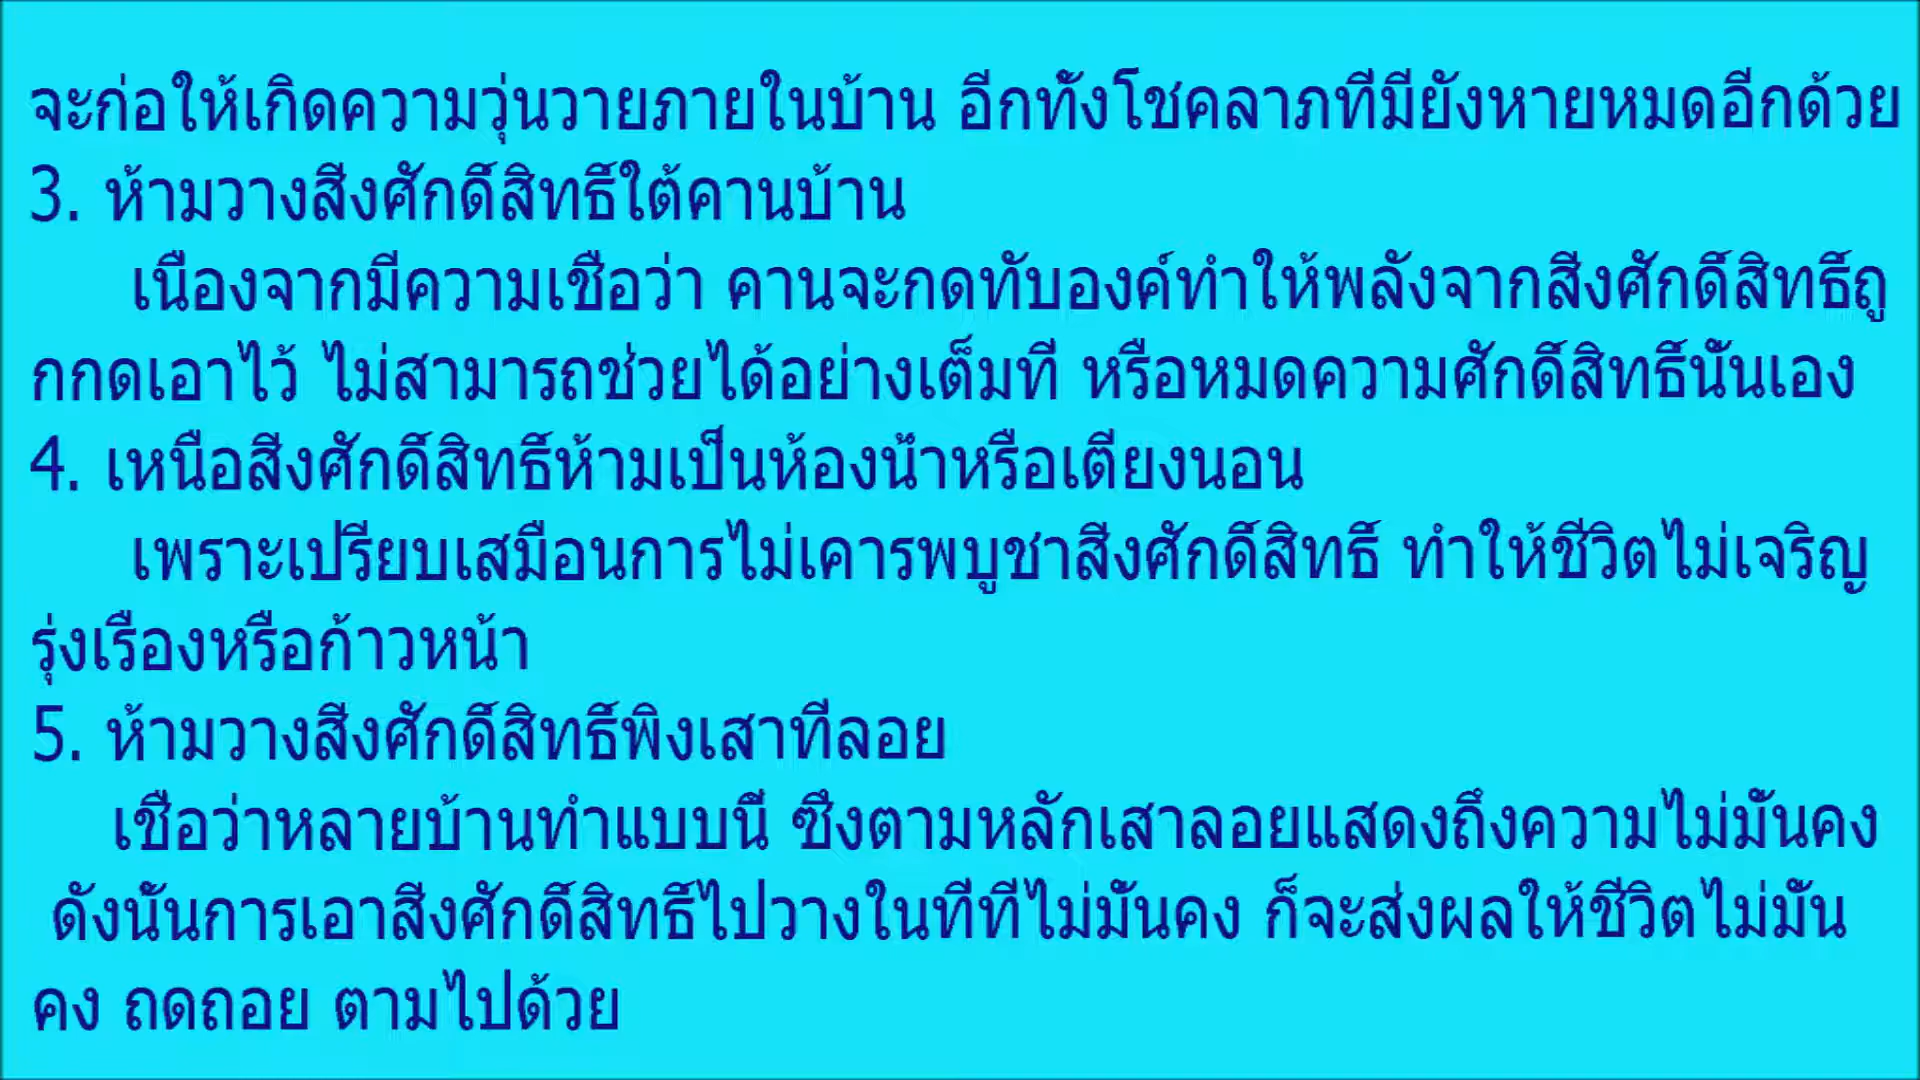 จะก่อให้เกิดความวุ่นวายภายในบ้าน อีกทั้งโชคลาภที่มียังหายหมดอีกด้วย
3. ห้ามวางสิ่งศักดิ์สิทธิ์ใต้คานบ้าน
เนื่องจากมีความเชื่อว่า คานจะกดทับองค์ทำให้พลังจากสิ่งศักดิ์สิทธิ์ถู
กกดเอาไว้ ไม่สามารถช่วยได้อย่างเต็มที่ หรือหมดความศักดิ์สิทธิ์นั่นเอง
4. เหนือสิ่งศักดิ์สิทธิ์ห้ามเป็นห้องน้ำหรือเตียงนอน
เพราะเปรียบเสมือนการไม่เคารพบูชาสิ่งศักดิ์สิทธิ์ ทำให้ชีวิตไม่เจริญ
รุ่งเรืองหรือก้าวหน้า
5. ห้ามวางสิ่งศักดิ์สิทธิ์พิงเสาที่ลอย
เชื่อว่าหลายบ้านทำแบบนี้ ซึ่งตามหลักเสาลอยแสดงถึงความไม่มั่นคง
ดังนั้นการเอาสิ่งศักดิ์สิทธิ์ไปวางในที่ที่ไม่มั่นคง ก็จะส่งผลให้ชีวิตไม่มั่น
คง ถดถอย ตามไปด้วย